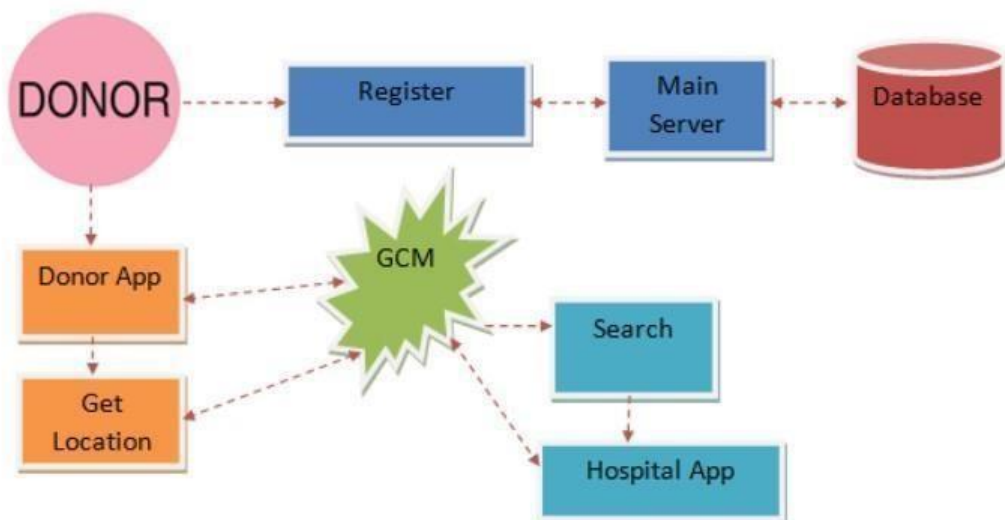 DONOR
Register
Main
Server
Database
Donor App
GCM
Search
Get
Location
Hospital App